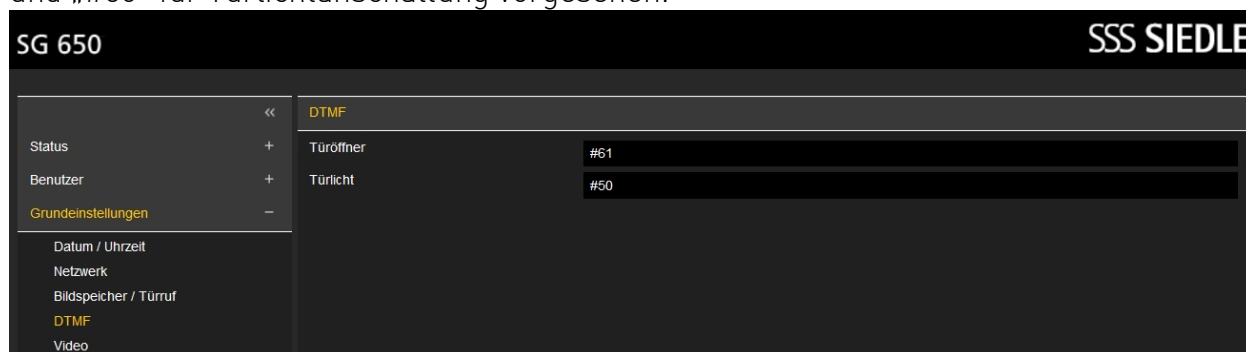 SG 650
SSS SIEDLE
«
DTMF
Status +
Türöffner
#61
Benutzer +
Türlicht
#50
Grundeinstellungen −
Datum / Uhrzeit
Netzwerk
Bildspeicher / Türruf
DTMF
Video